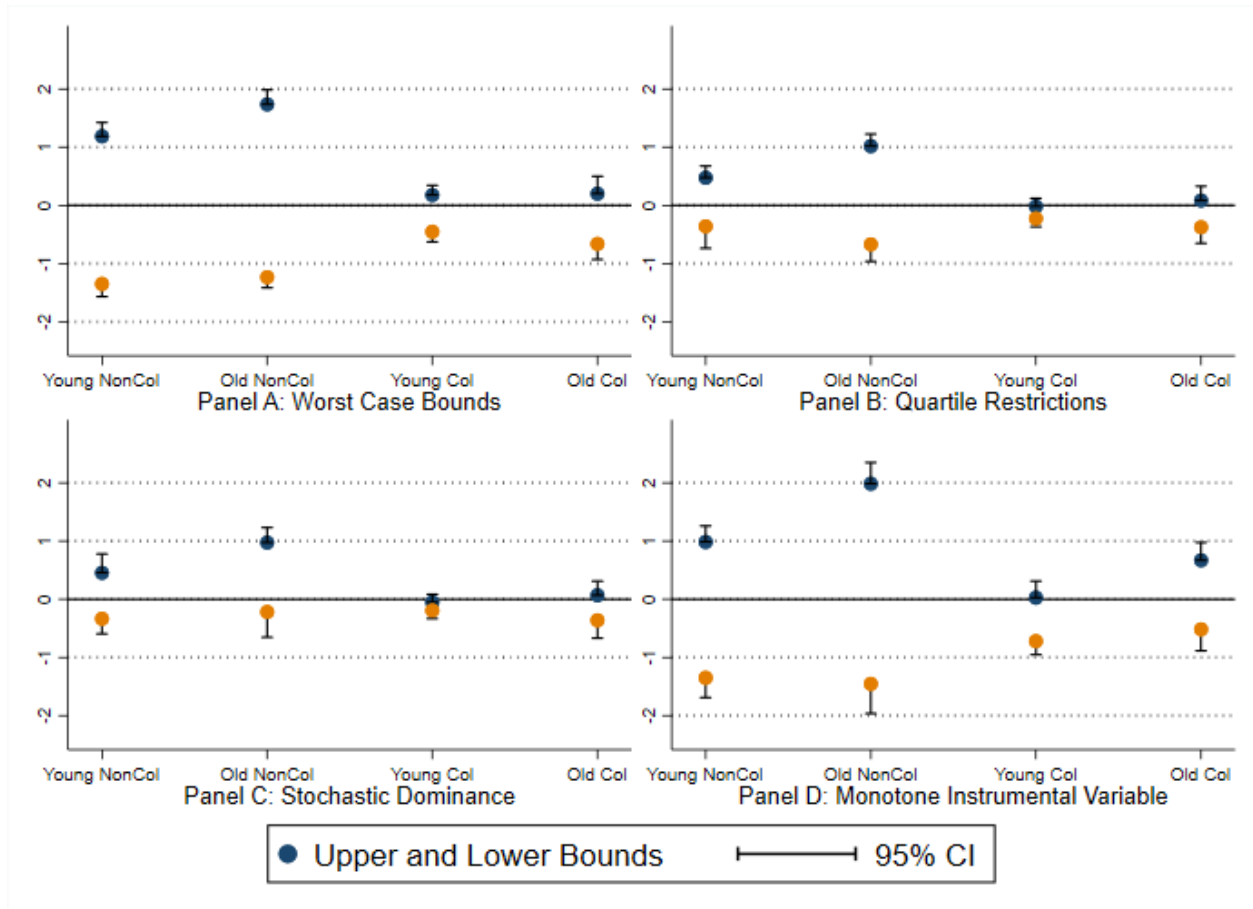 2
1
0
-1
-2
Young NonCol Old NonCol Young Col Old Col
Panel A: Worst Case Bounds
2
1
0
-1
-2
Young NonCol Old NonCol Young Col Old Col
Panel B: Quartile Restrictions
2
1
0
-1
-2
Young NonCol Old NonCol Young Col Old Col
Panel C: Stochastic Dominance
2
1
0
-1
-2
Young NonCol Old NonCol Young Col Old Col
Panel D: Monotone Instrumental Variable
Upper and Lower Bounds 95% CI